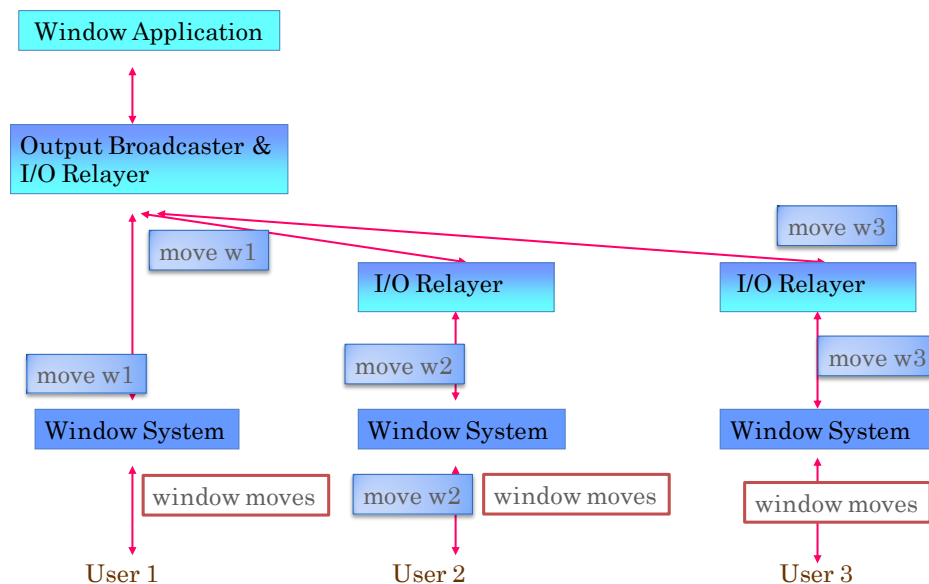 Window Application
Output Broadcaster &
I/O Relayer
move w3
move w1
I/O Relayer
I/O Relayer
move w3
move w2
move w1
Window System
Window System
Window System
window moves
move w2
window moves
window moves
User 1
User 2
User 3